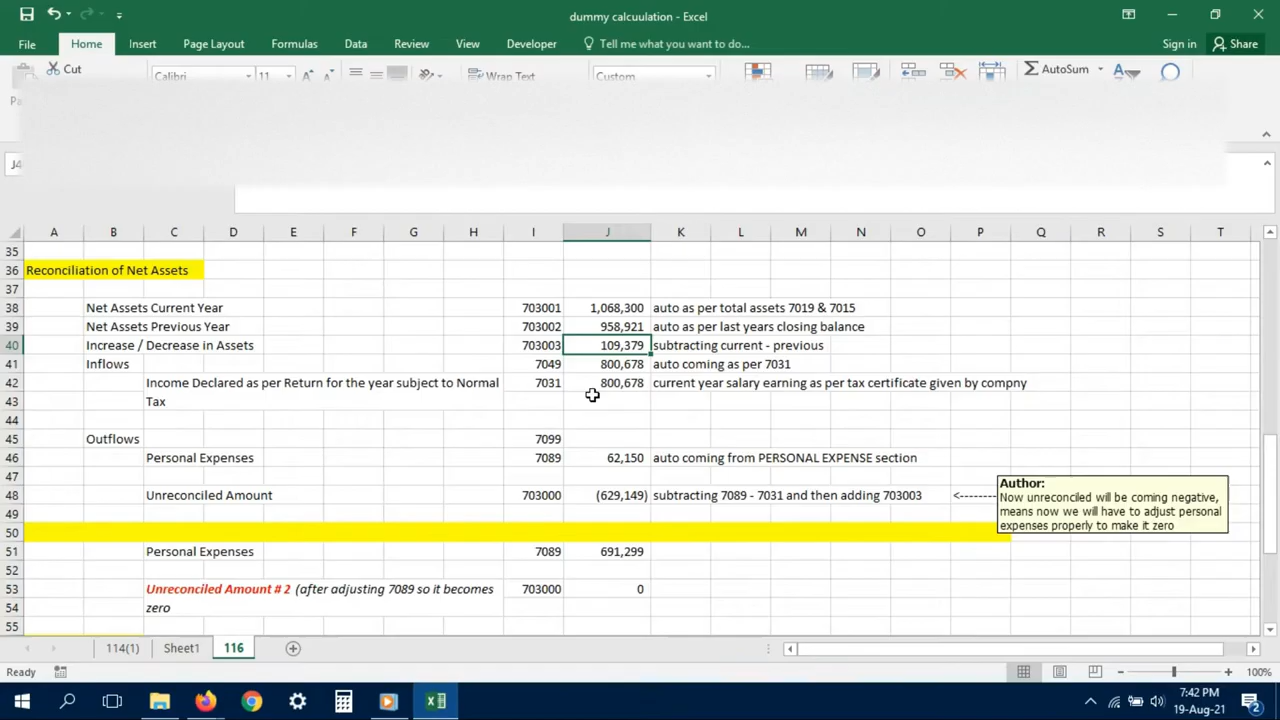 dummy calcuulation - Excel
File Home Insert Page Layout Formulas Data Review View Developer Tell me what you want to do... Sign in Share
Cut Calibri 11 Wrap Text Custom AutoSum
A B C D E F G H I J K L M N O P Q R S T
35
36 Reconciliation of Net Assets
37
38 Net Assets Current Year 703001 1,068,300 auto as per total assets 7019 & 7015
39 Net Assets Previous Year 703002 958,921 auto as per last years closing balance
40 Increase / Decrease in Assets 703003 109,379 subtracting current - previous
41 Inflows 7049 800,678 auto coming as per 7031
42 Income Declared as per Return for the year subject to Normal 7031 800,678 current year salary earning as per tax certificate given by compny
43 Tax
44
45 Outflows 7099
46 Personal Expenses 7089 62,150 auto coming from PERSONAL EXPENSE section
47
48 Unreconciled Amount 703000 (629,149) subtracting 7089 - 7031 and then adding 703003 <--------
Author:
Now unreconciled will be coming negative,
means now we will have to adjust personal
expenses properly to make it zero
49
50
51 Personal Expenses 7089 691,299
52
53 Unreconciled Amount # 2 (after adjusting 7089 so it becomes 703000 0
54 zero
55
114(1) Sheet1 116
Ready 100%
7:42 PM
19-Aug-21
2